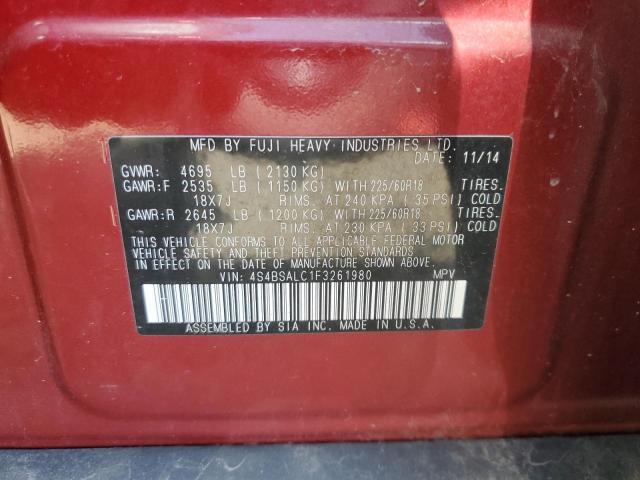 MFD BY FUJI HEAVY INDUSTRIES LTD.
DATE: 11/14
GVWR: 4695 LB (2130 KG)
GAWR:F 2535 LB (1150 KG) WITH 225/60R18 TIRES.
18X7J RIMS. AT 240 KPA (35 PSI) COLD
GAWR:R 2645 LB (1200 KG) WITH 225/60R18 TIRES.
18X7J RIMS. AT 230 KPA (33 PSI) COLD
THIS VEHICLE CONFORMS TO ALL APPLICABLE FEDERAL MOTOR
VEHICLE SAFETY AND THEFT PREVENTION STANDARDS
IN EFFECT ON THE DATE OF MANUFACTURE SHOWN ABOVE.
VIN: 4S4BSALC1F3261980 MPV
ASSEMBLED BY SIA INC. MADE IN U.S.A.